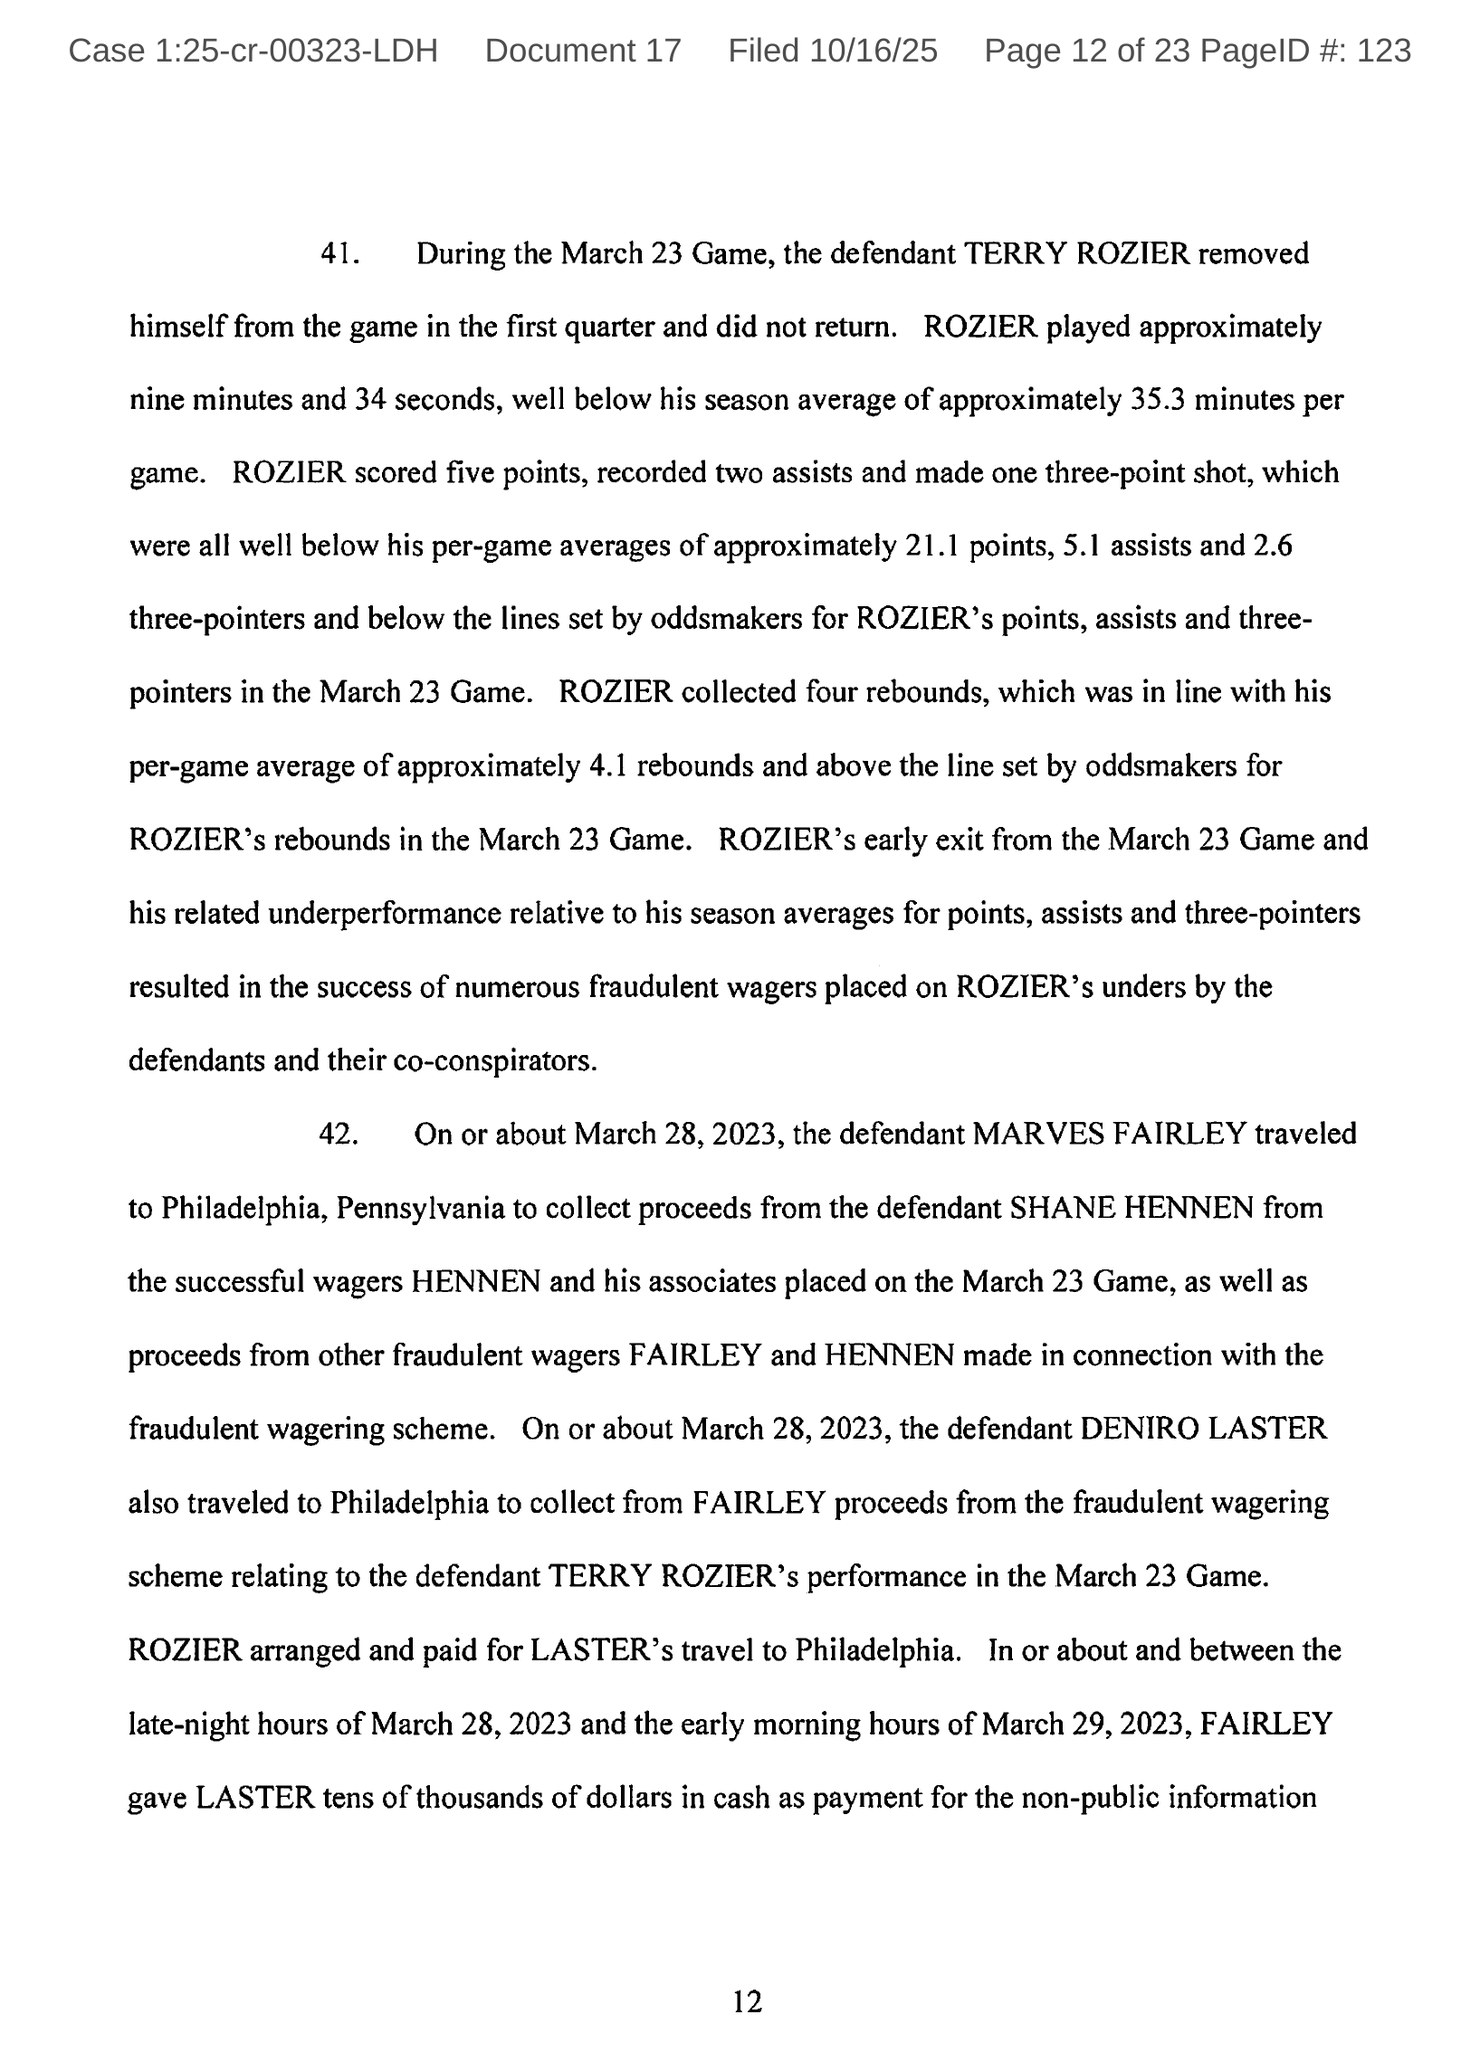 Case 1:25-cr-00323-LDH Document 17 Filed 10/16/25 Page 12 of 23 PageID #: 123
41. During the March 23 Game, the defendant TERRY ROZIER removed
himself from the game in the first quarter and did not return. ROZIER played approximately
nine minutes and 34 seconds, well below his season average of approximately 35.3 minutes per
game. ROZIER scored five points, recorded two assists and made one three-point shot, which
were all well below his per-game averages of approximately 21.1 points, 5.1 assists and 2.6
three-pointers and below the lines set by oddsmakers for ROZIER's points, assists and three-
pointers in the March 23 Game. ROZIER collected four rebounds, which was in line with his
per-game average of approximately 4.1 rebounds and above the line set by oddsmakers for
ROZIER's rebounds in the March 23 Game. ROZIER's early exit from the March 23 Game and
his related underperformance relative to his season averages for points, assists and three-pointers
resulted in the success of numerous fraudulent wagers placed on ROZIER's unders by the
defendants and their co-conspirators.
42. On or about March 28, 2023, the defendant MARVES FAIRLEY traveled
to Philadelphia, Pennsylvania to collect proceeds from the defendant SHANE HENNEN from
the successful wagers HENNEN and his associates placed on the March 23 Game, as well as
proceeds from other fraudulent wagers FAIRLEY and HENNEN made in connection with the
fraudulent wagering scheme. On or about March 28, 2023, the defendant DENIRO LASTER
also traveled to Philadelphia to collect from FAIRLEY proceeds from the fraudulent wagering
scheme relating to the defendant TERRY ROZIER's performance in the March 23 Game.
ROZIER arranged and paid for LASTER's travel to Philadelphia. In or about and between the
late-night hours of March 28, 2023 and the early morning hours of March 29, 2023, FAIRLEY
gave LASTER tens of thousands of dollars in cash as payment for the non-public information
12